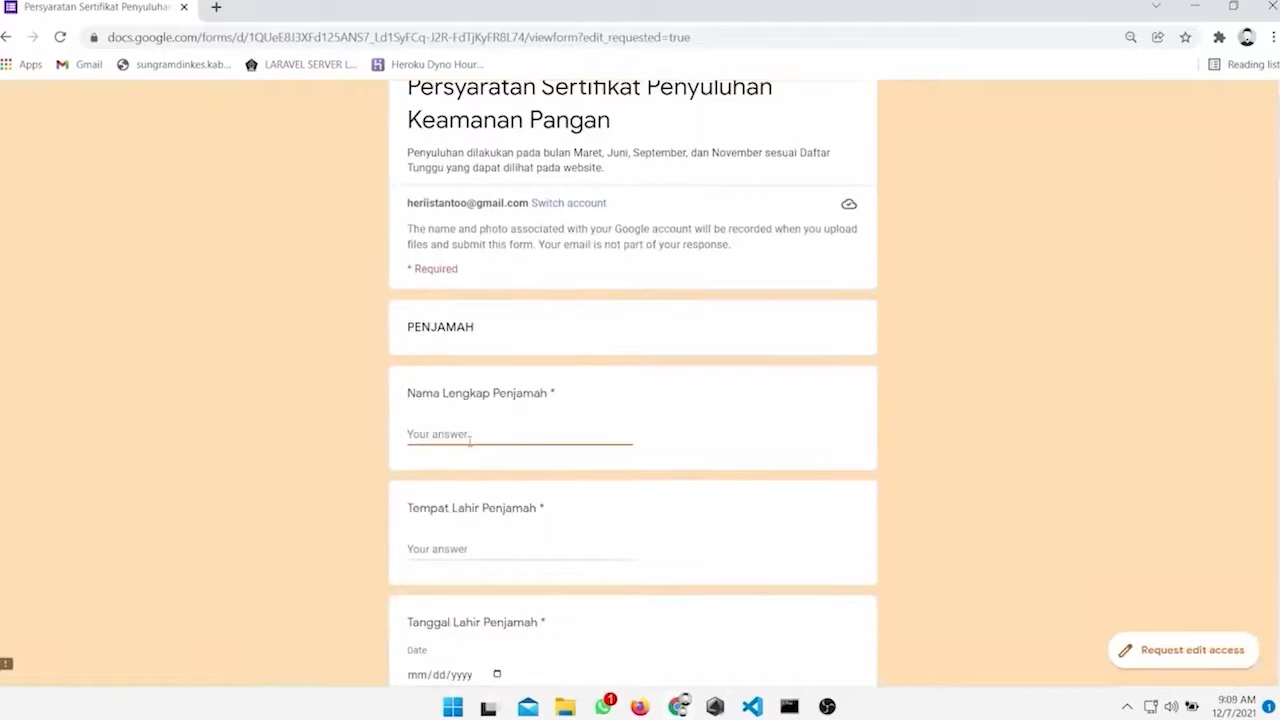 Persyaratan Sertifikat Penyuluhan
docs.google.com/forms/d/1QUeE8J3XFd125ANS7_Ld1SyFCq-J2R-FdTjKyFR8L74/viewform?edit_requested=true
Apps
Gmail
sungramdinkes.kab...
LARAVEL SERVER L...
Heroku Dyno Hour...
Reading list
Persyaratan Sertifikat Penyuluhan
Keamanan Pangan
Penyuluhan dilakukan pada bulan Maret, Juni, September, dan November sesuai Daftar
Tunggu yang dapat dilihat pada website.
heriistantoo@gmail.com Switch account
The name and photo associated with your Google account will be recorded when you upload
files and submit this form. Your email is not part of your response.
* Required
PENJAMAH
Nama Lengkap Penjamah *
Your answer
Tempat Lahir Penjamah *
Your answer
Tanggal Lahir Penjamah *
Date
mm/dd/yyyy
Request edit access
1
9:09 AM
12/7/2021
1